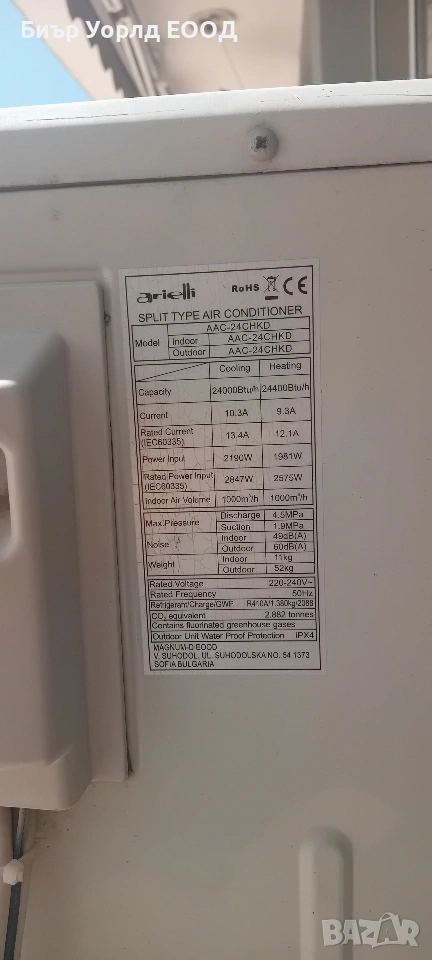 Биър Уорлд ЕООД
arielli RoHS CE
SPLIT TYPE AIR CONDITIONER
Model AAC-24CHKD
Indoor AAC-24CHKD
Outdoor AAC-24CHKD
Cooling Heating
Capacity 24000Btu/h 24400Btu/h
Current 10.3A 9.3A
Rated Current (IEC60335) 13.4A 12.1A
Power Input 2190W 1981W
Rated Power Input (IEC60335) 2847W 2575W
Indoor Air Volume 1000m³/h 1000m³/h
Max.Pressure Discharge 4.5MPa
Suction 1.9MPa
Noise Indoor 49dB(A)
Outdoor 60dB(A)
Weight Indoor 11kg
Outdoor 52kg
Rated Voltage 220-240V~
Rated Frequency 50Hz
Refrigerant/Charge/GWP R410A/1.380kg/2088
CO₂ equivalent 2.882 tonnes
Contains fluorinated greenhouse gases
Outdoor Unit Water Proof Protection IPX4
MAGNUM-D EOOD
V. SUHODOL, UL. SUHODOLSKA NO. 54 1373
SOFIA BULGARIA
BAZAR